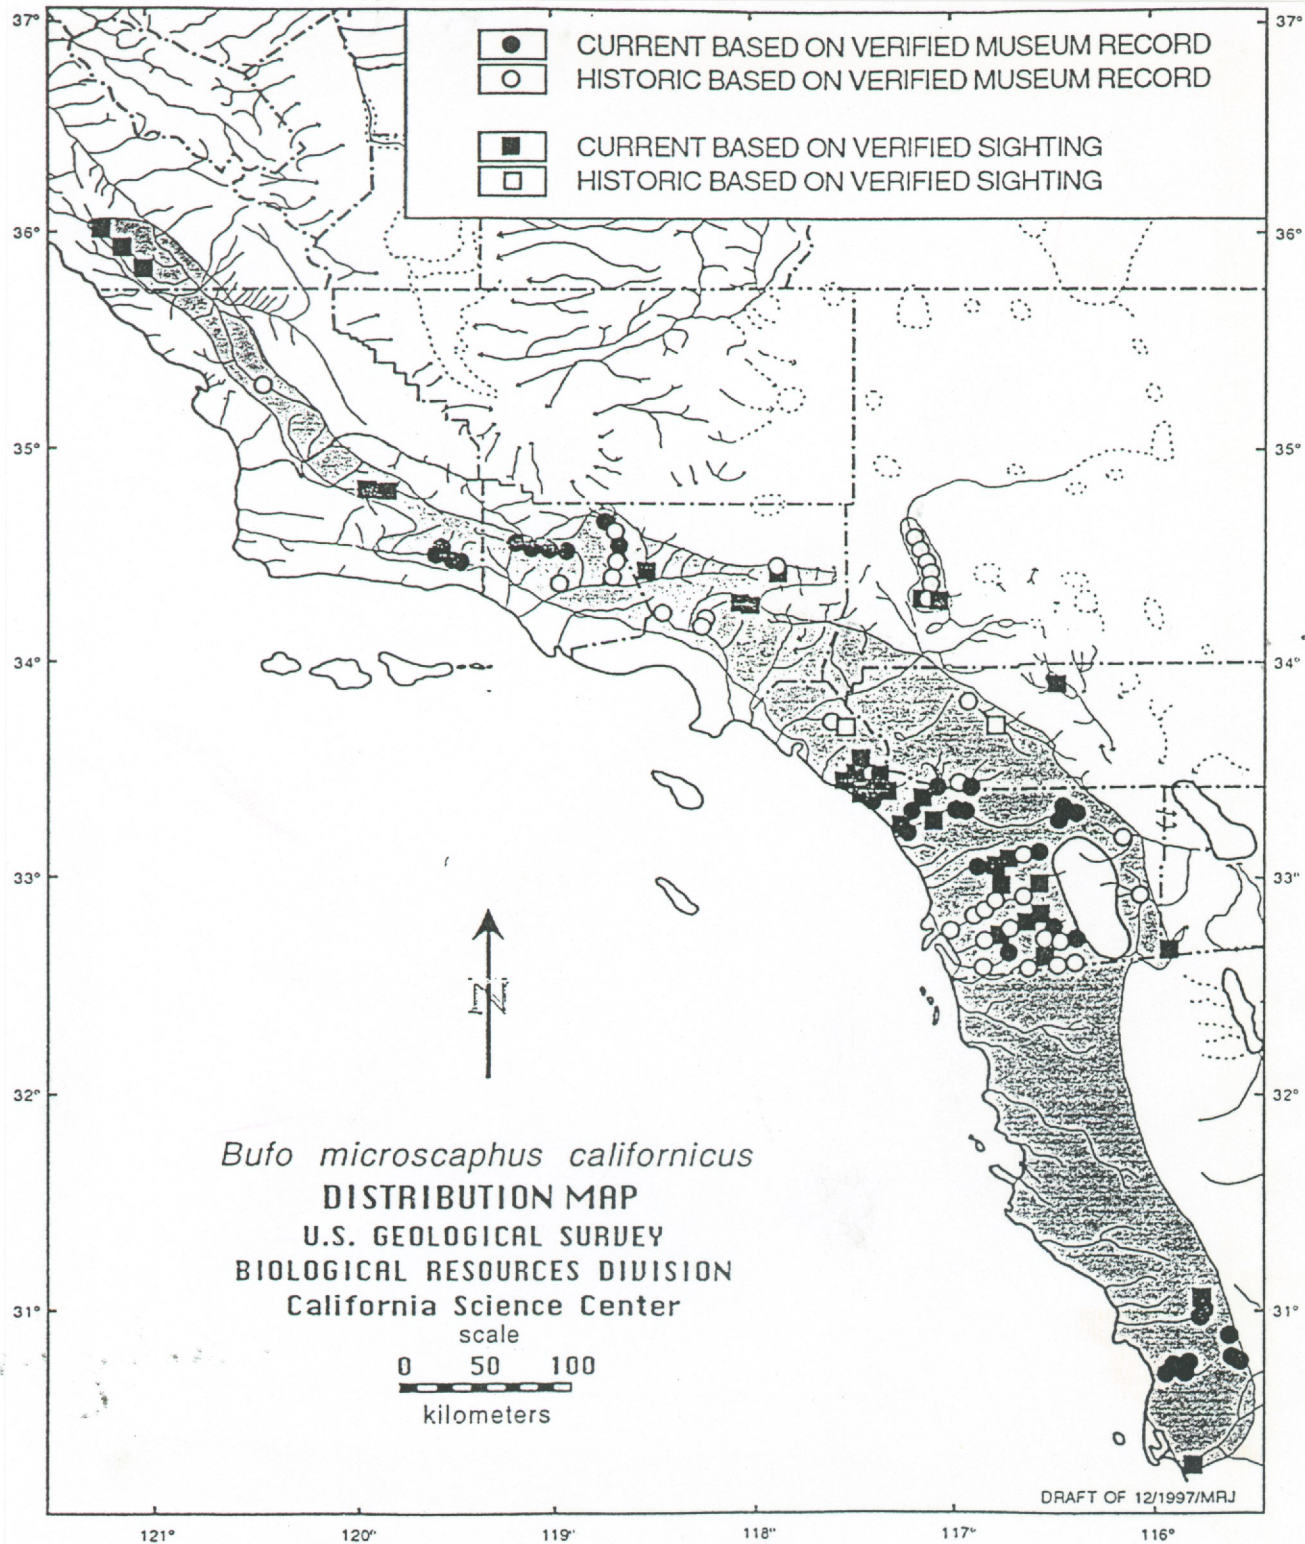 37°
37°
CURRENT BASED ON VERIFIED MUSEUM RECORD
HISTORIC BASED ON VERIFIED MUSEUM RECORD
CURRENT BASED ON VERIFIED SIGHTING
HISTORIC BASED ON VERIFIED SIGHTING
36°
36°
35°
35°
34°
34°
33°
33°
N
32°
32°
Bufo microscaphus californicus
DISTRIBUTION MAP
U.S. GEOLOGICAL SURVEY
BIOLOGICAL RESOURCES DIVISION
California Science Center
scale
0 50 100
kilometers
31°
31°
DRAFT OF 12/1997/MRJ
121° 120° 119° 118° 117° 116°